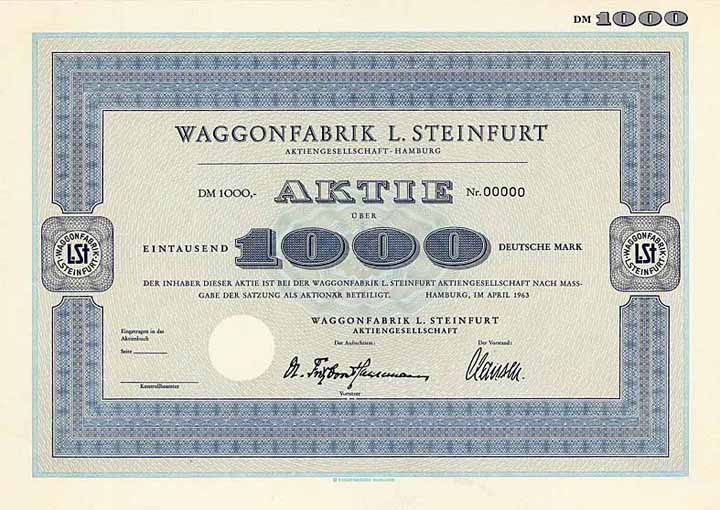 DM 1000
WAGGONFABRIK L. STEINFURT
AKTIENGESELLSCHAFT - HAMBURG
DM 1000,- AKTIE Nr. 00000
ÜBER
EINTAUSEND 1000 DEUTSCHE MARK
DER INHABER DIESER AKTIE IST BEI DER WAGGONFABRIK L. STEINFURT AKTIENGESELLSCHAFT NACH MASS-
GABE DER SATZUNG ALS AKTIONÄR BETEILIGT. HAMBURG, IM APRIL 1963
WAGGONFABRIK L. STEINFURT
AKTIENGESELLSCHAFT
Eingetragen in das
Aktienbuch
Seite
Kontrollbeamter
Der Aufsichtsrat:
Der Vorstand:
Vorsitzer
WAGGONFABRIK
LSt
L.STEINFURT
WAGGONFABRIK
LSt
L.STEINFURT